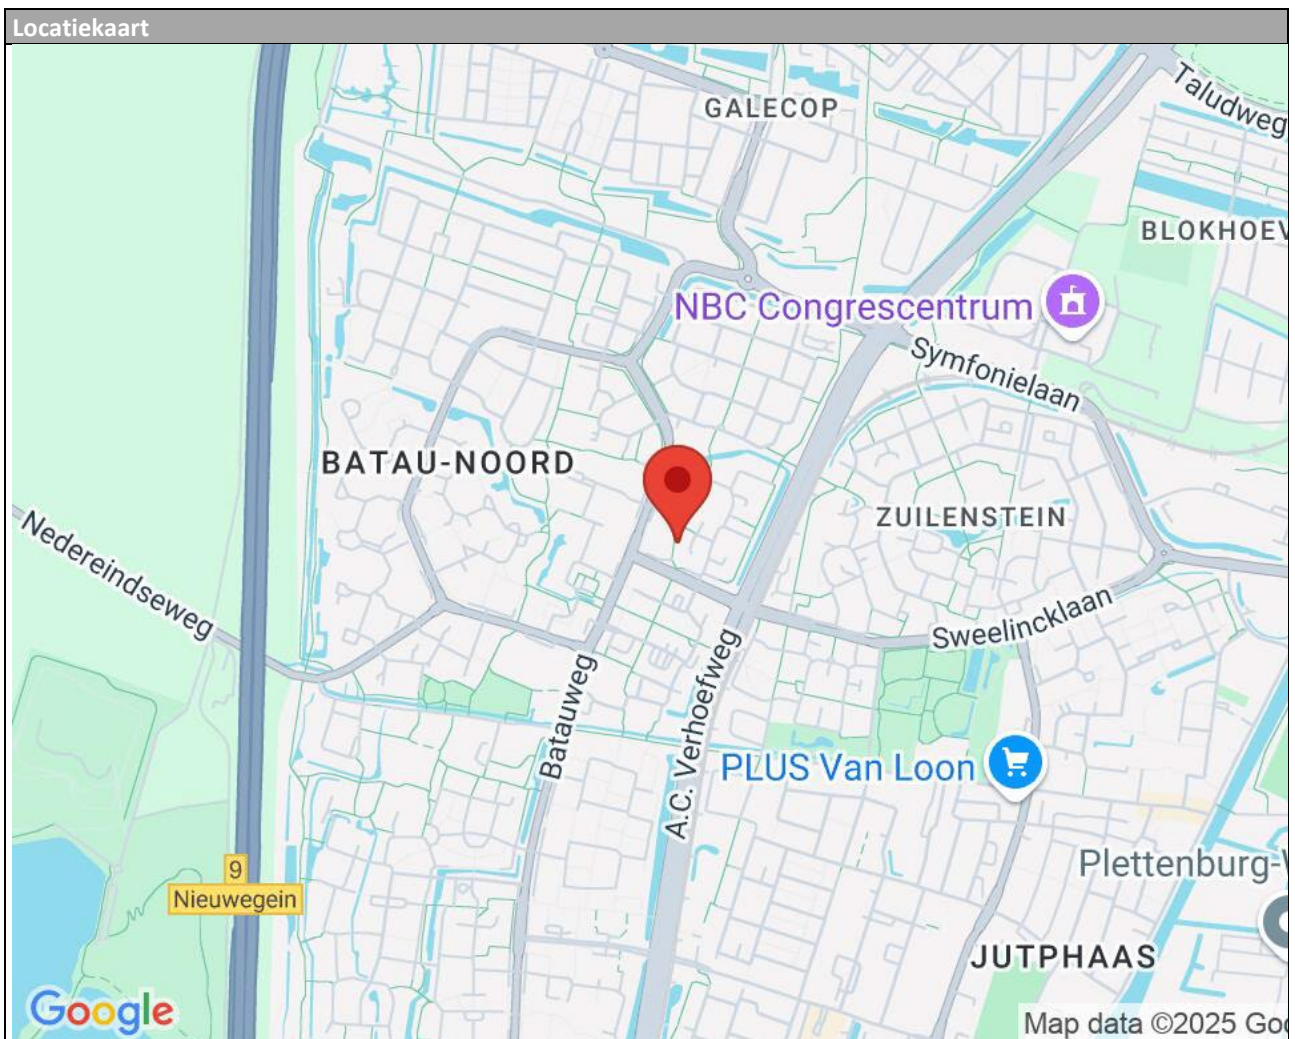 Locatiekaart
GALECOP
Taludweg
BLOKHOEV
NBC Congrescentrum
Symfonielaan
BATAU-NOORD
ZUILENSTEIN
Nedereindseweg
Sweelincklaan
Batauweg
A.C. Verhoefweg
PLUS Van Loon
Plettenburg-
9
Nieuwegein
JUTPHAAS
Google
Map data ©2025 Goo